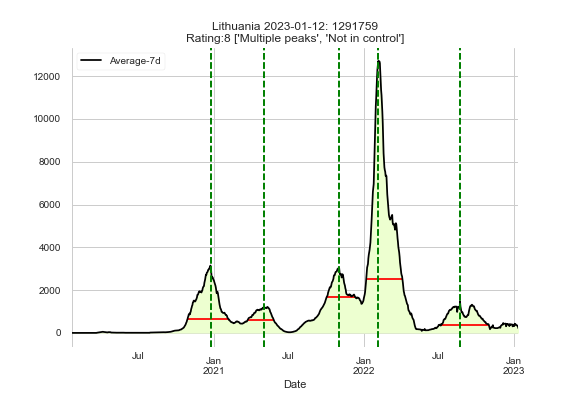 Lithuania 2023-01-12: 1291759
Rating:8 ['Multiple peaks', 'Not in control']
Average-7d
12000
10000
8000
6000
4000
2000
0
Jul
Jan
2021
Jul
Jan
2022
Jul
Jan
2023
Date